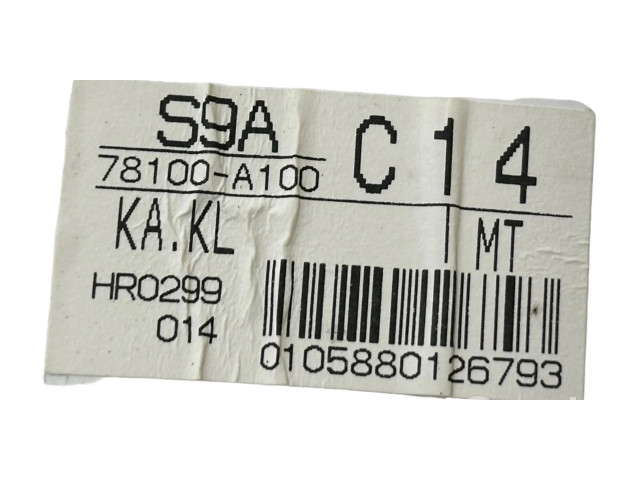 S9A C14
78100-A100
KA.KL MT
HR0299
014
0105880126793